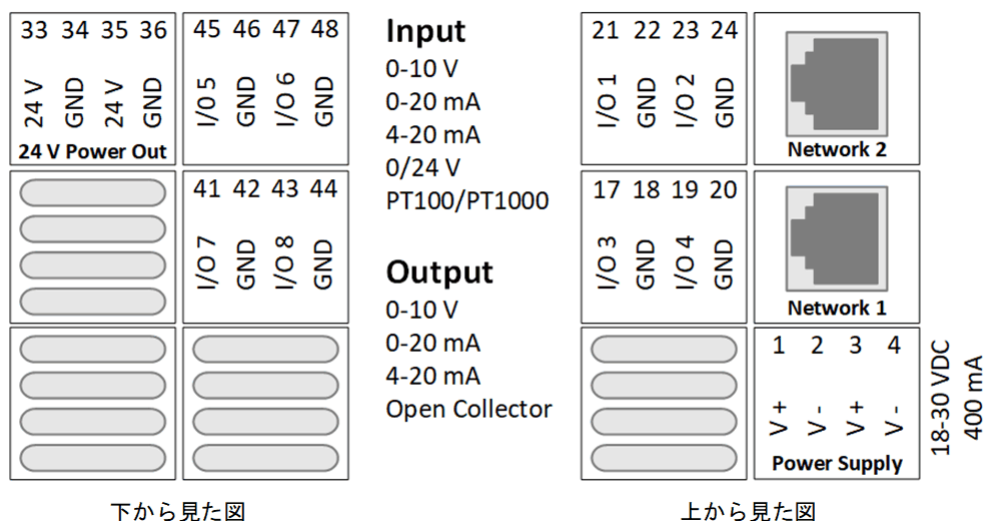 33 34 35 36
24 V GND 24 V GND
24 V Power Out
45 46 47 48
I/O 5 GND I/O 6 GND
41 42 43 44
I/O 7 GND I/O 8 GND
下から見た図
Input
0-10 V
0-20 mA
4-20 mA
0/24 V
PT100/PT1000
Output
0-10 V
0-20 mA
4-20 mA
Open Collector
21 22 23 24
I/O 1 GND I/O 2 GND
Network 2
17 18 19 20
I/O 3 GND I/O 4 GND
Network 1
1 2 3 4
V + V - V + V -
Power Supply
18-30 VDC
400 mA
上から見た図